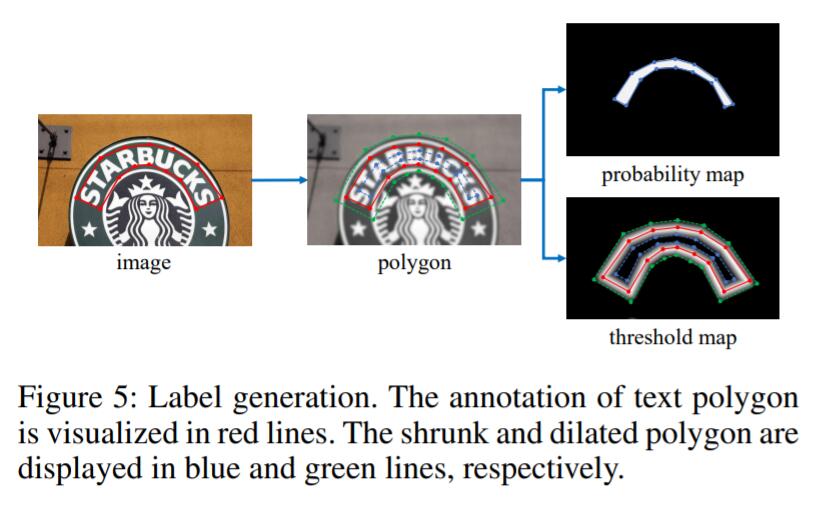 STARBUCKS
STARBUCKS
image
polygon
probability map
threshold map
Figure 5: Label generation. The annotation of text polygon
is visualized in red lines. The shrunk and dilated polygon are
displayed in blue and green lines, respectively.